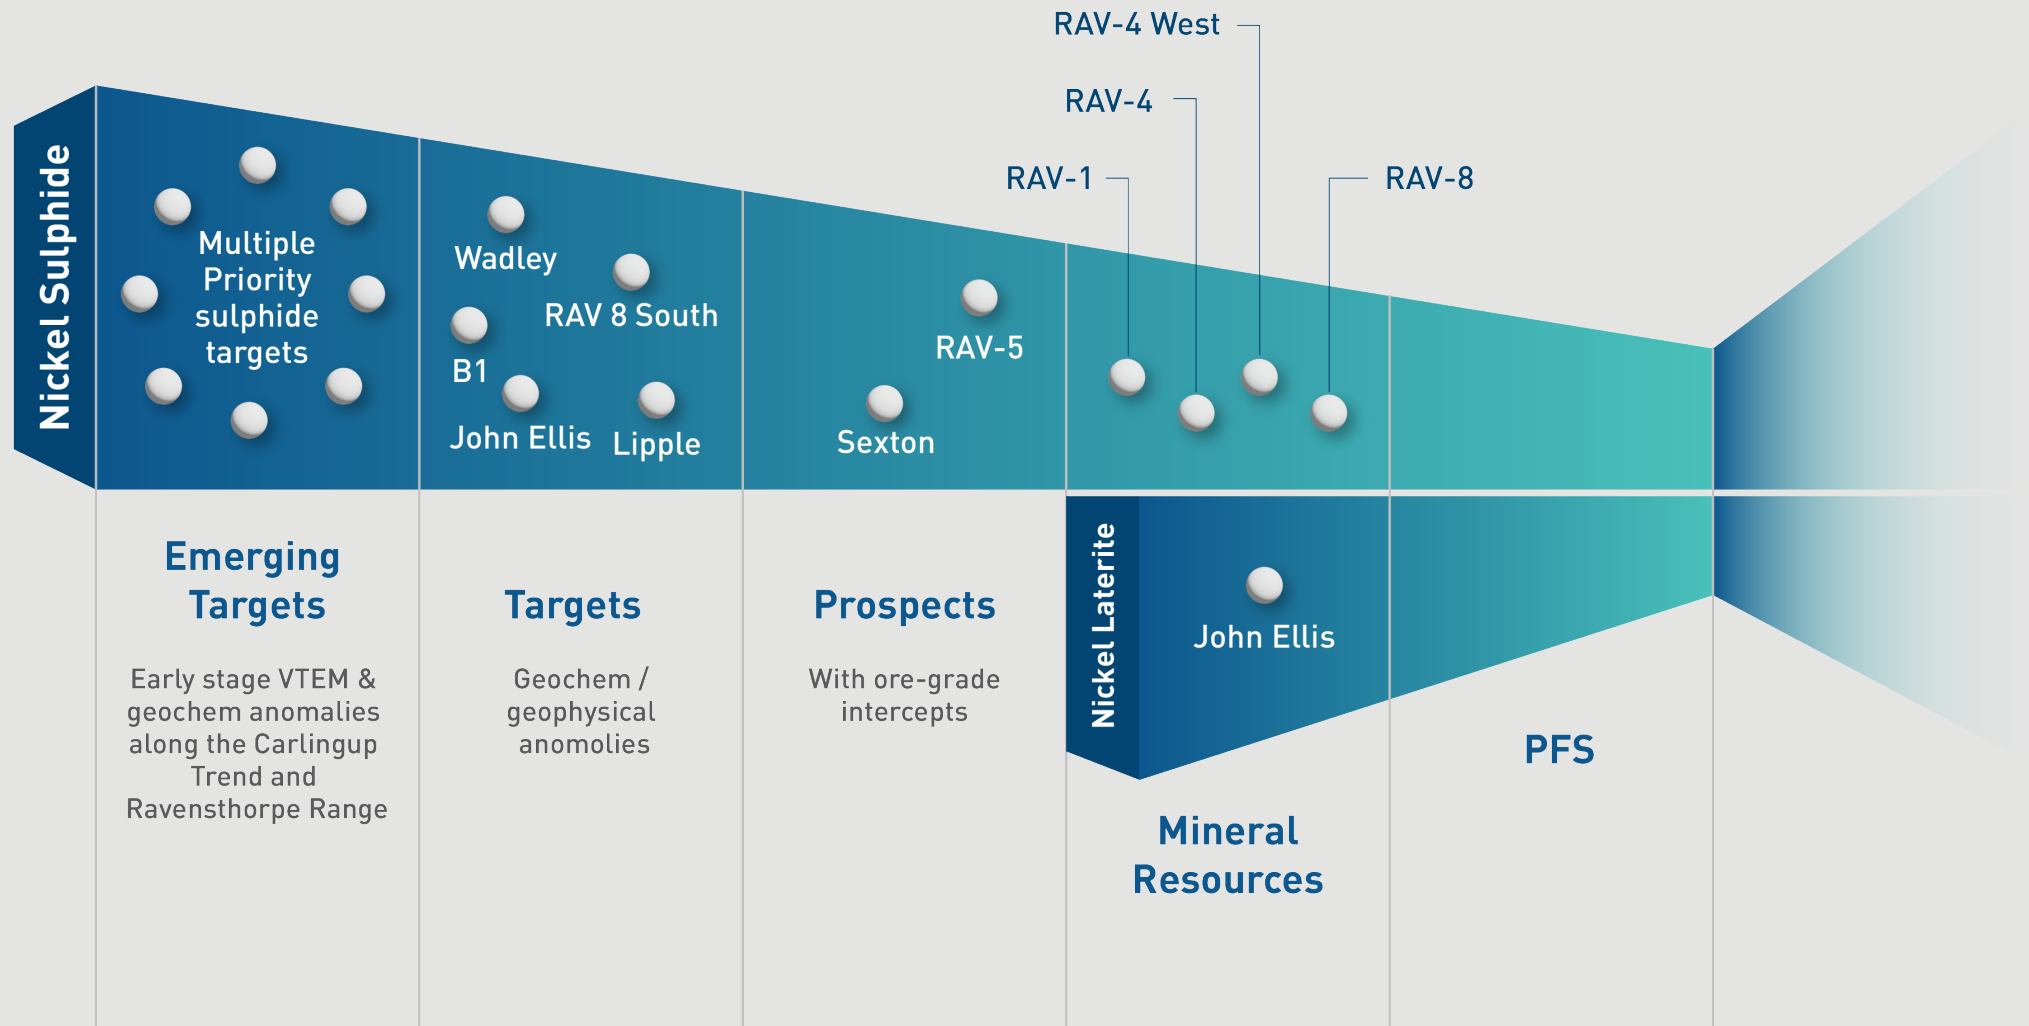 RAV-4 West
RAV-4
RAV-1
RAV-8
Nickel Sulphide
Multiple
Priority
sulphide
targets
Wadley
RAV 8 South
B1
John Ellis
Lipple
RAV-5
Sexton
Emerging
Targets
Early stage VTEM &
geochem anomalies
along the Carlingup
Trend and
Ravensthorpe Range
Targets
Geochem /
geophysical
anomolies
Prospects
With ore-grade
intercepts
Nickel Laterite
John Ellis
Mineral
Resources
PFS